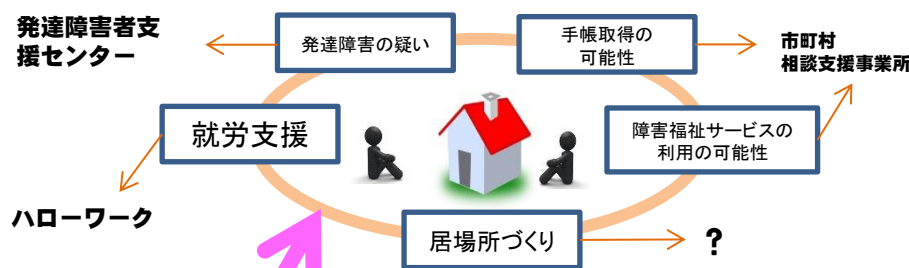 発達障害者支
援センター
発達障害の疑い
手帳取得の
可能性
市町村
相談支援事業所
就労支援
障害福祉サービスの
利用の可能性
ハローワーク
居場所づくり
？